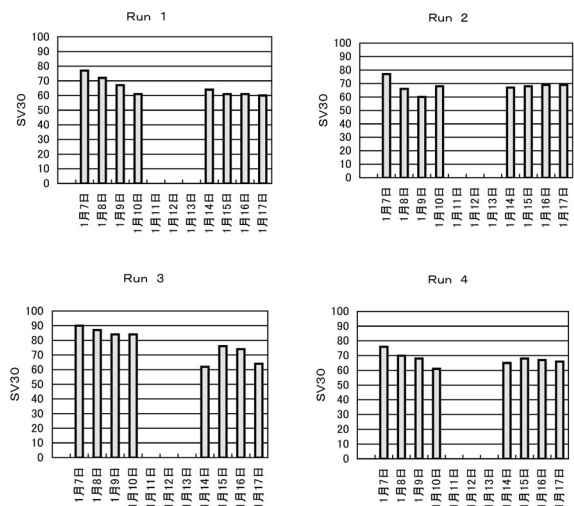 Run 1
100
90
80
70
60
50
40
30
20
10
0
SV30
1月7日
1月8日
1月9日
1月10日
1月11日
1月12日
1月13日
1月14日
1月15日
1月16日
1月17日
Run 2
100
90
80
70
60
50
40
30
20
10
0
SV30
1月7日
1月8日
1月9日
1月10日
1月11日
1月12日
1月13日
1月14日
1月15日
1月16日
1月17日
Run 3
100
90
80
70
60
50
40
30
20
10
0
SV30
1月7日
1月8日
1月9日
1月10日
1月11日
1月12日
1月13日
1月14日
1月15日
1月16日
1月17日
Run 4
100
90
80
70
60
50
40
30
20
10
0
SV30
1月7日
1月8日
1月9日
1月10日
1月11日
1月12日
1月13日
1月14日
1月15日
1月16日
1月17日